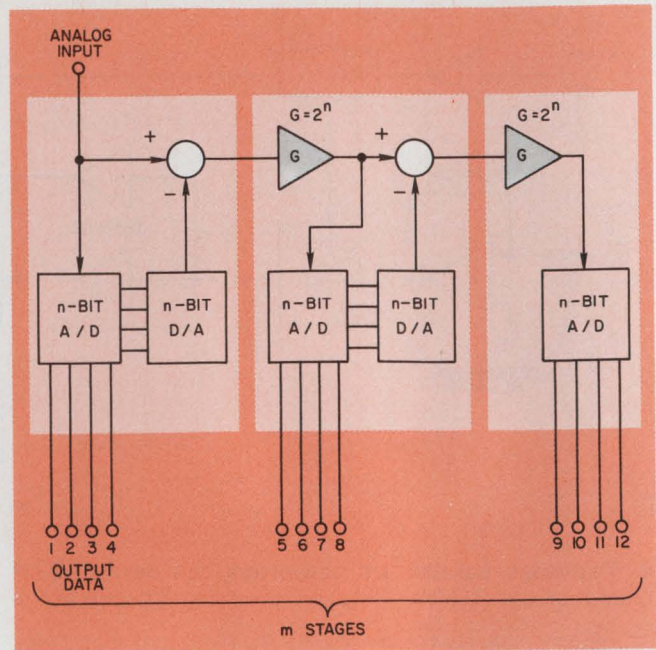 ANALOG
INPUT
G=2ⁿ
G=2ⁿ
+
G
+
G
−
−
n-BIT
A/D
n-BIT
D/A
n-BIT
A/D
n-BIT
D/A
n-BIT
A/D
1 2 3 4
5 6 7 8
9 10 11 12
OUTPUT
DATA
m STAGES